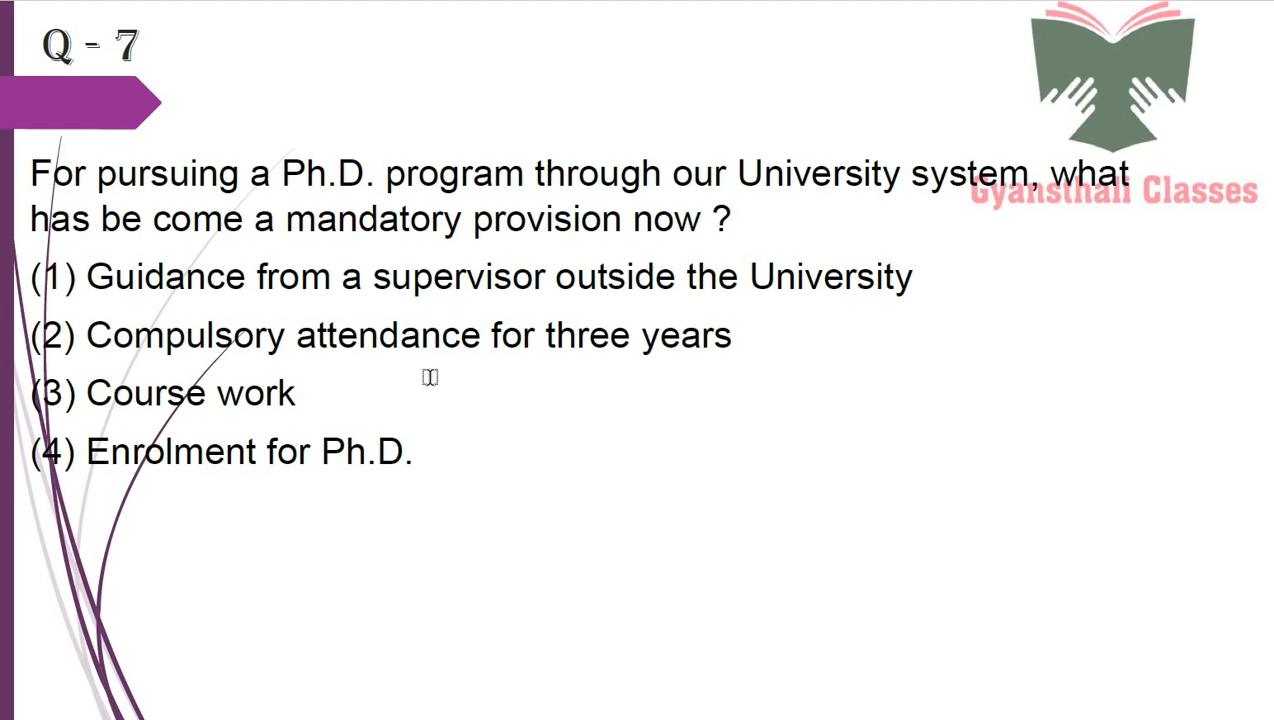 Q - 7
For pursuing a Ph.D. program through our University system, what
has be come a mandatory provision now ?
Gyansthali Classes
(1) Guidance from a supervisor outside the University
(2) Compulsory attendance for three years
(3) Course work
(4) Enrolment for Ph.D.